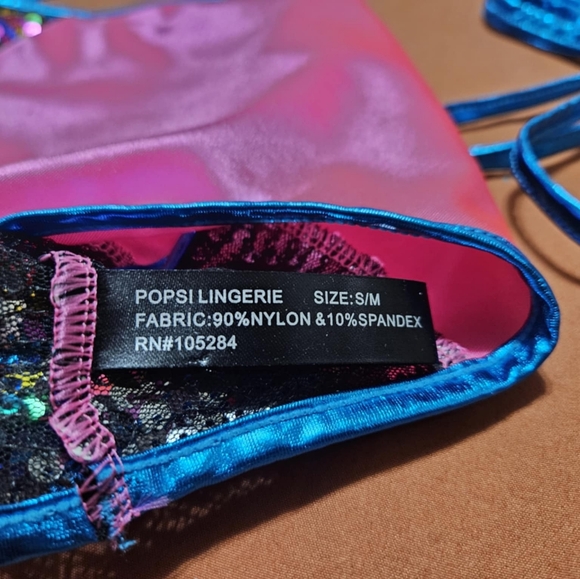 POPSI LINGERIE SIZE:S/M
FABRIC:90%NYLON &10%SPANDEX
RN#105284